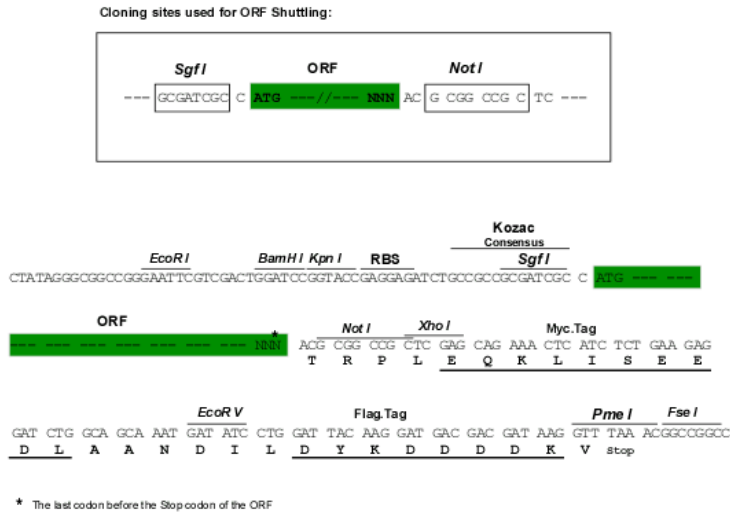 Cloning sites used for ORF Shuttling:
Sgf I ORF Not I
--- GCGATCGC C ATG ---//--- NNN AC G CGG CCG C TC ---
Kozac
Consensus
EcoR I BamH I Kpn I RBS Sgf I
CTATAGGGCGGCCGGGAATTCGTCGACTGGATCCGGTACCGAGGAGATCTGCCGCCGCGATCGC C ATG --- ---
ORF
*
Not I Xho I Myc.Tag
--- --- --- --- --- --- --- --- NNN ACG CGG CCG CTC GAG CAG AAA CTC ATC TCT GAA GAG
T R P L E Q K L I S E E
EcoR V Flag.Tag Pme I Fse I
GAT CTG GCA GCA AAT GAT ATC CTG GAT TAC AAG GAT GAC GAC GAT AAG GTT TAA ACGGCCGGCC
D L A A N D I L D Y K D D D D K V Stop
* The last codon before the Stop codon of the ORF